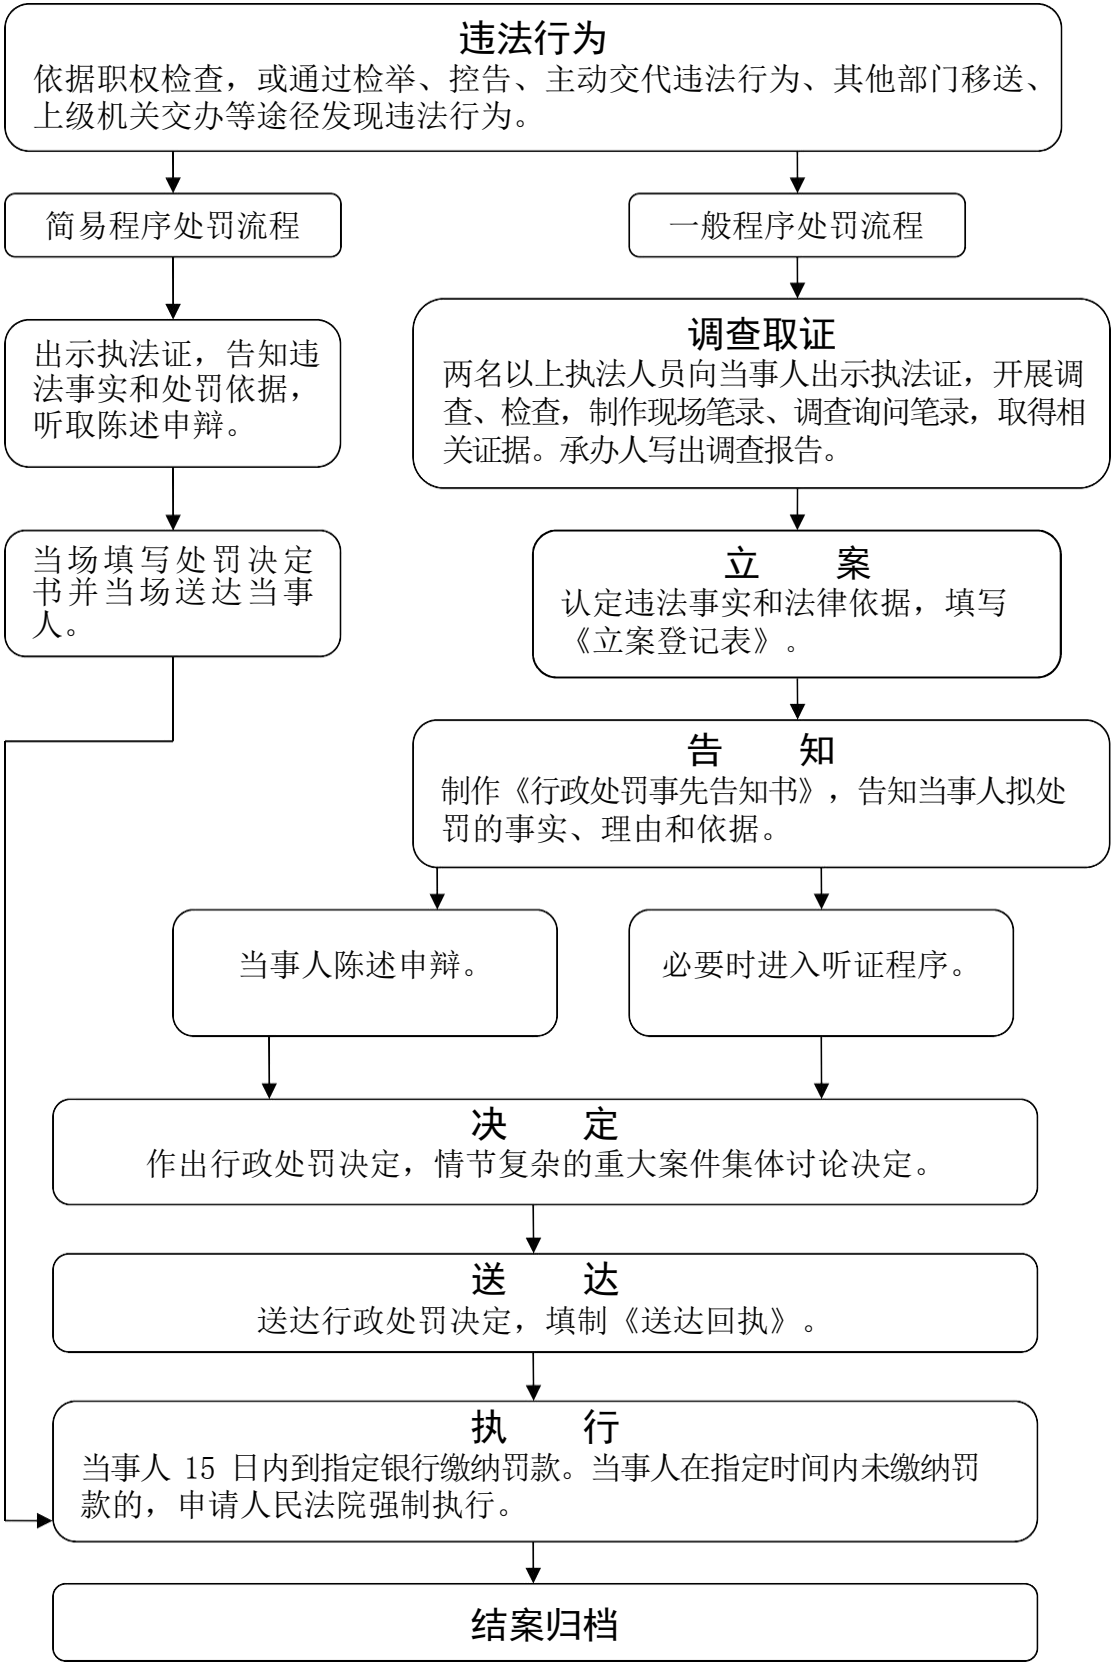 违法行为
依据职权检查，或通过检举、控告、主动交代违法行为、其他部门移送、
上级机关交办等途径发现违法行为。
简易程序处罚流程
一般程序处罚流程
出示执法证，告知违
法事实和处罚依据，
听取陈述申辩。
当场填写处罚决定
书并当场送达当事
人。
调查取证
两名以上执法人员向当事人出示执法证，开展调
查、检查，制作现场笔录、调查询问笔录，取得相
关证据。承办人写出调查报告。
立 案
认定违法事实和法律依据，填写
《立案登记表》。
告 知
制作《行政处罚事先告知书》，告知当事人拟处
罚的事实、理由和依据。
当事人陈述申辩。
必要时进入听证程序。
决 定
作出行政处罚决定，情节复杂的重大案件集体讨论决定。
送 达
送达行政处罚决定，填制《送达回执》。
执 行
当事人 15 日内到指定银行缴纳罚款。当事人在指定时间内未缴纳罚
款的，申请人民法院强制执行。
结案归档